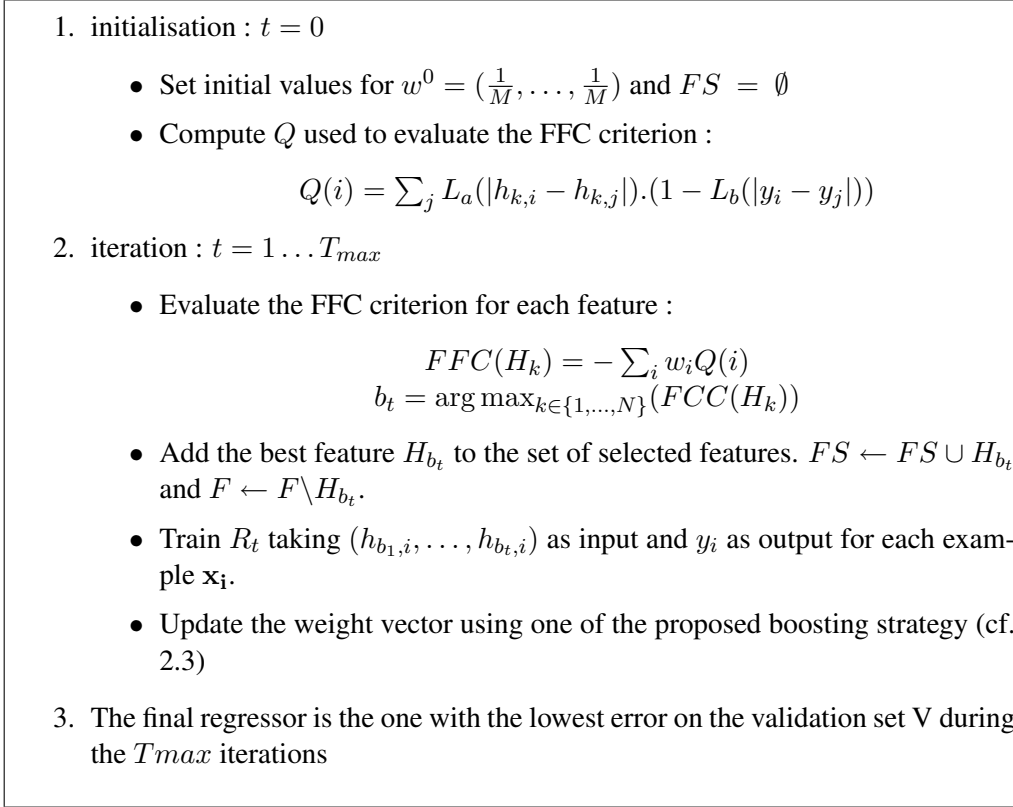 1. initialisation : t = 0
• Set initial values for w^0 = (1/M, . . . , 1/M) and FS = ∅
• Compute Q used to evaluate the FFC criterion :
Q(i) = ∑_j L_a(|h_{k,i} − h_{k,j}|).(1 − L_b(|y_i − y_j|))
2. iteration : t = 1 . . . T_{max}
• Evaluate the FFC criterion for each feature :
FFC(H_k) = − ∑_i w_i Q(i)
b_t = arg max_{k∈{1,...,N}}(FCC(H_k))
• Add the best feature H_{b_t} to the set of selected features. FS ← FS ∪ H_{b_t}
and F ← F\H_{b_t}.
• Train R_t taking (h_{b_1,i}, . . . , h_{b_t,i}) as input and y_i as output for each exam-
ple x_i.
• Update the weight vector using one of the proposed boosting strategy (cf.
2.3)
3. The final regressor is the one with the lowest error on the validation set V during
the Tmax iterations